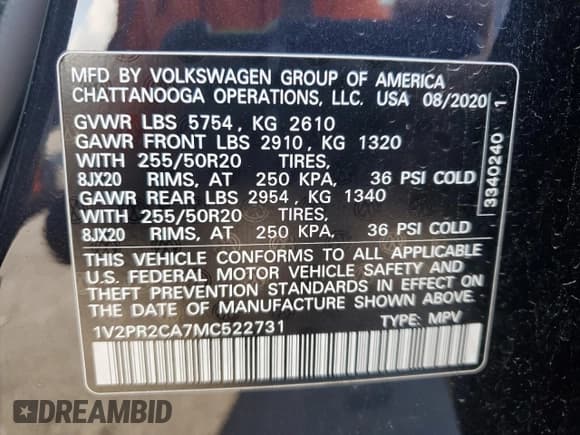 MFD BY VOLKSWAGEN GROUP OF AMERICA
CHATTANOOGA OPERATIONS, LLC. USA 08/2020
GVWR LBS 5754, KG 2610
GAWR FRONT LBS 2910, KG 1320
WITH 255/50R20 TIRES,
8JX20 RIMS, AT 250 KPA, 36 PSI COLD
GAWR REAR LBS 2954, KG 1340
WITH 255/50R20 TIRES,
8JX20 RIMS, AT 250 KPA, 36 PSI COLD
THIS VEHICLE CONFORMS TO ALL APPLICABLE
U.S. FEDERAL MOTOR VEHICLE SAFETY AND
THEFT PREVENTION STANDARDS IN EFFECT ON
THE DATE OF MANUFACTURE SHOWN ABOVE.
1V2PR2CA7MC522731 TYPE: MPV
3340240 1
DREAMBID